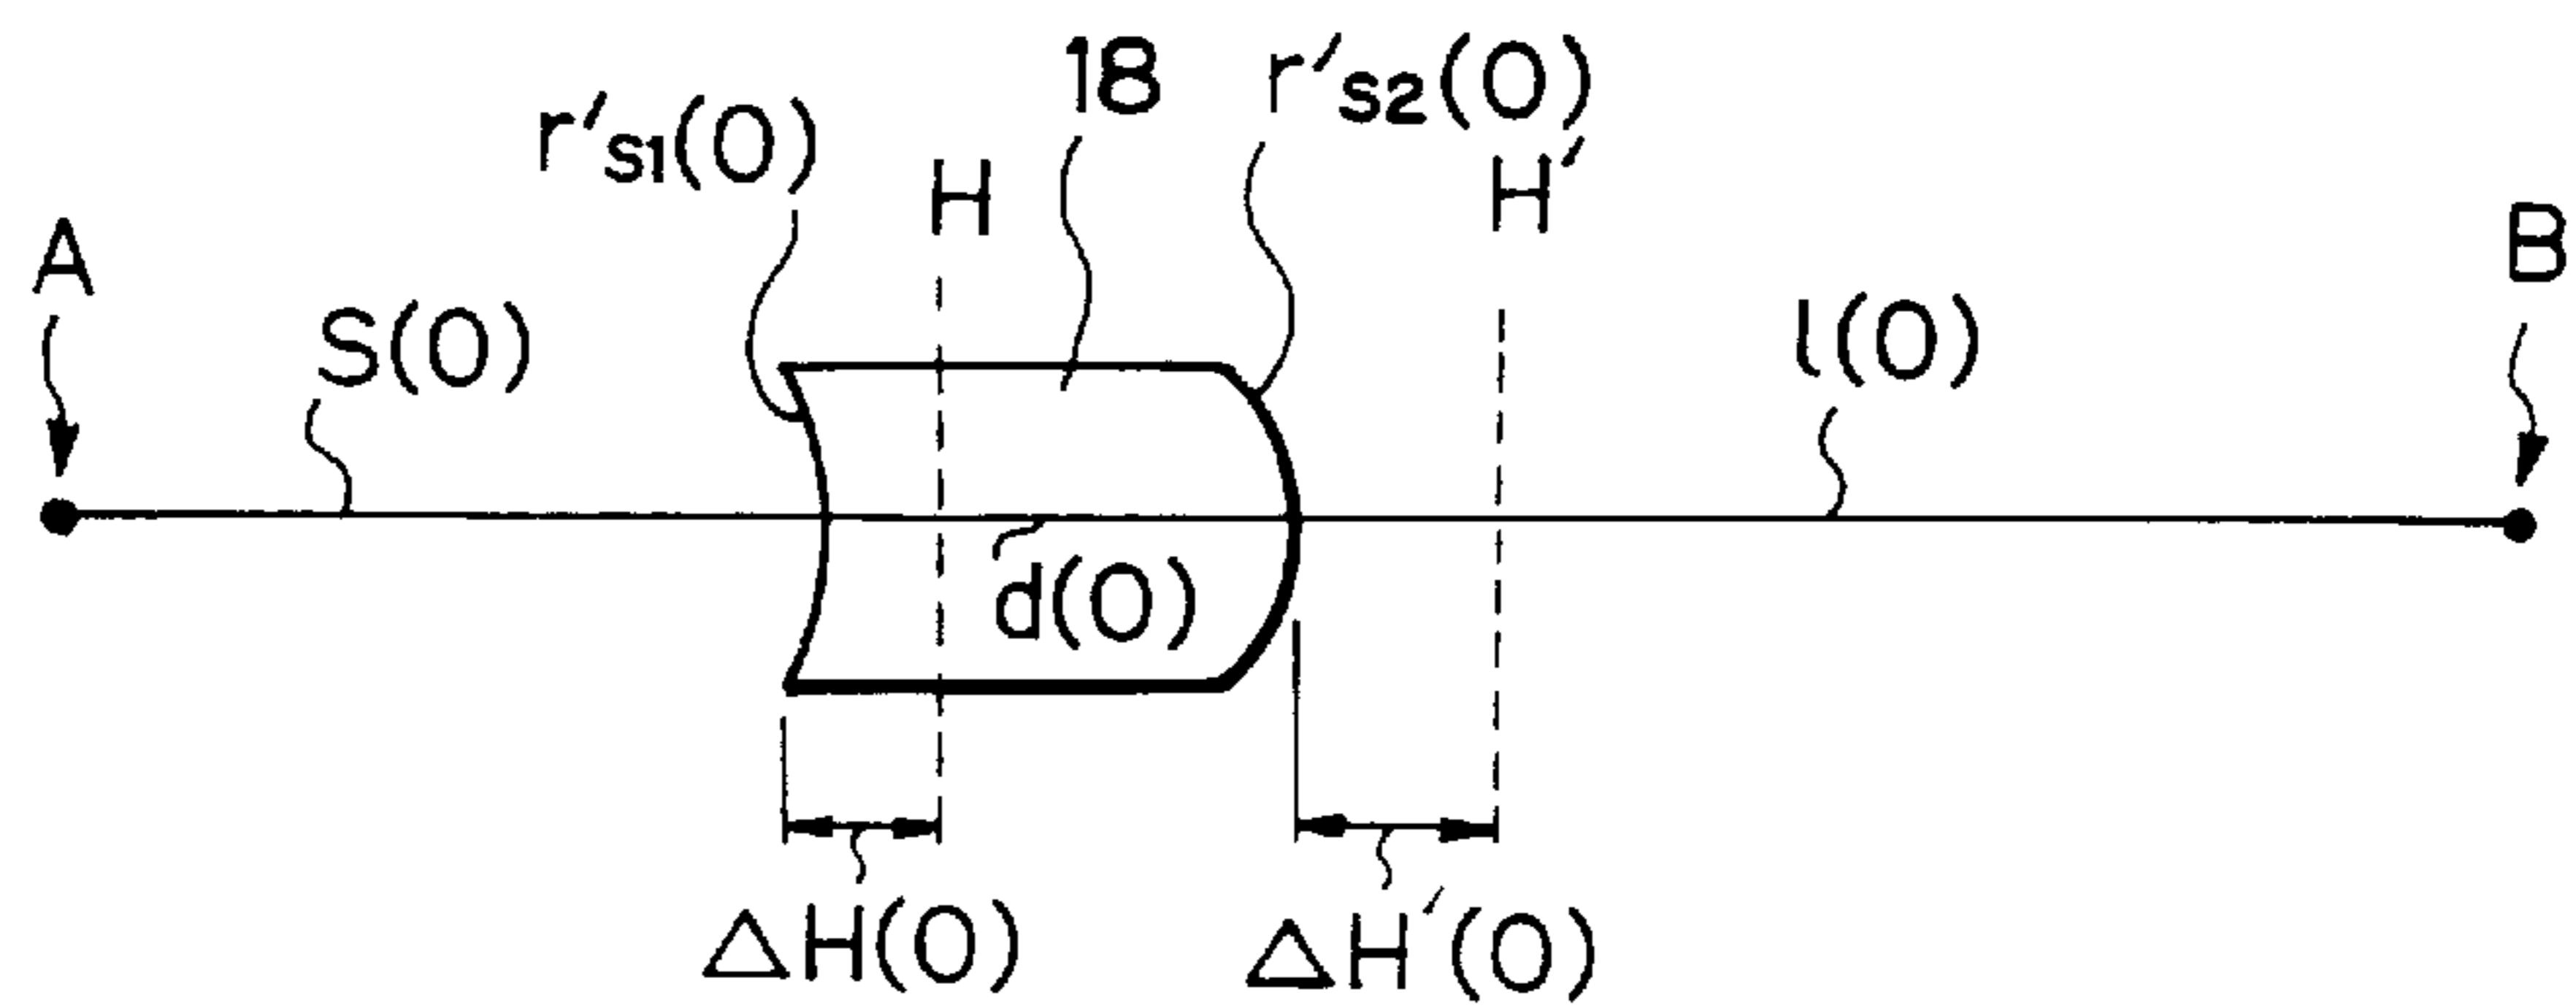 18
r's2(0)
r's1(0)
H
H'
A
B
S(0)
l(0)
d(0)
ΔH(0)
ΔH'(0)